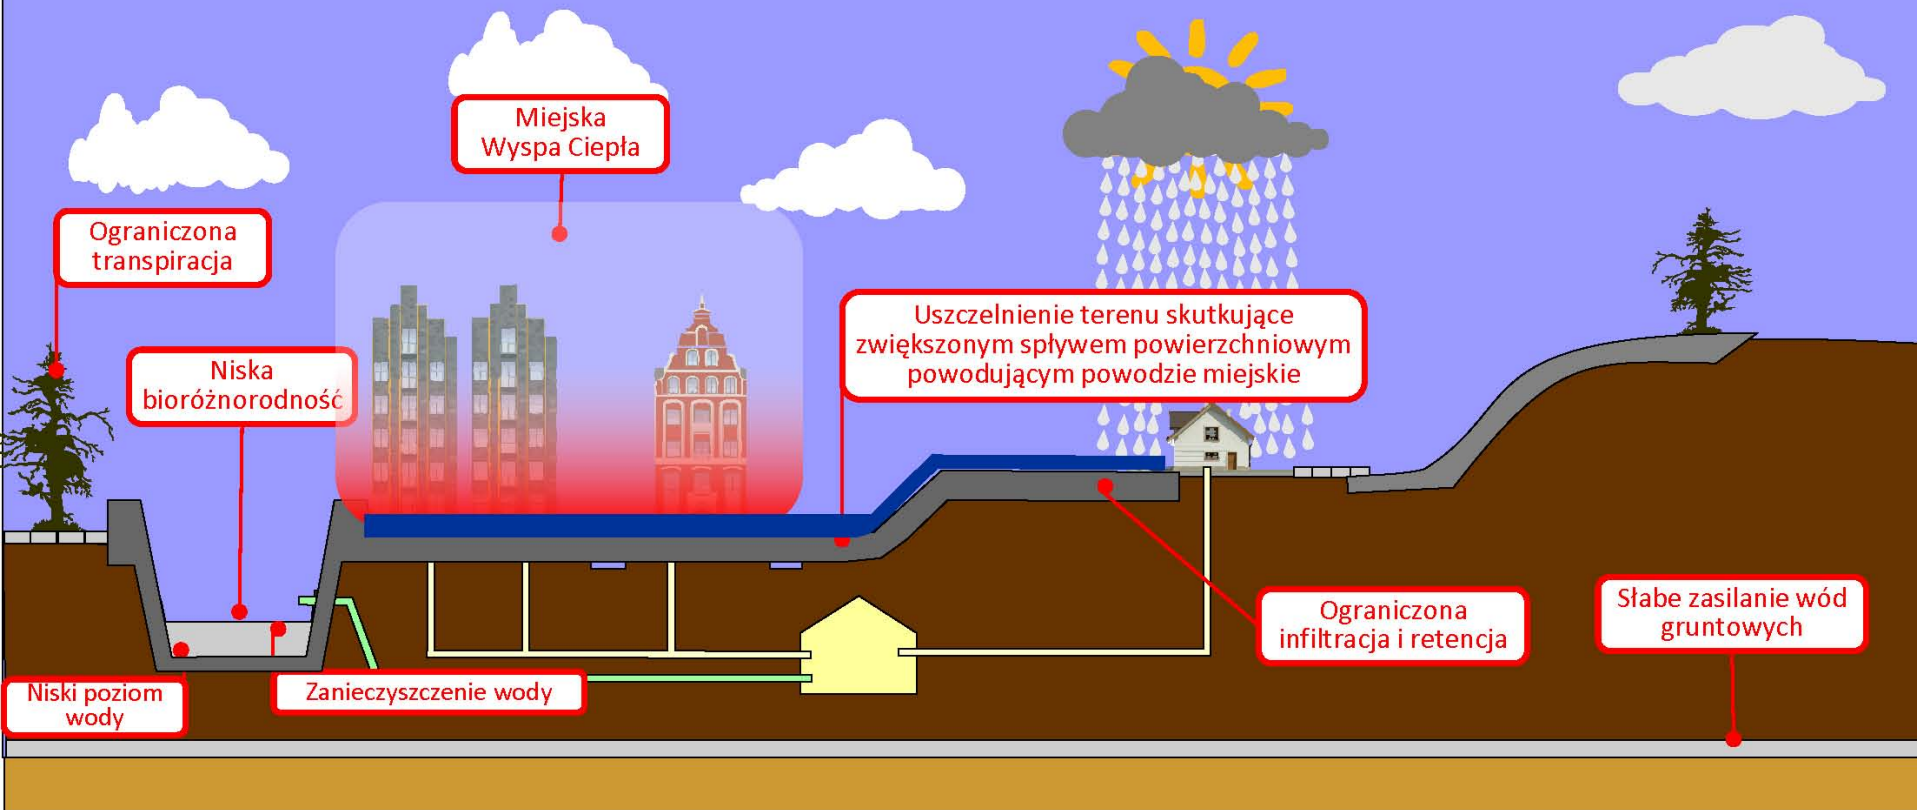 Miejska
Wyspa Ciepła
Ograniczona
transpiracja
Niska
bioróżnorodność
Uszczelnienie terenu skutkujące
zwiększonym spływem powierzchniowym
powodującym powodzie miejskie
Ograniczona
infiltracja i retencja
Słabe zasilanie wód
gruntowych
Niski poziom
wody
Zanieczyszczenie wody